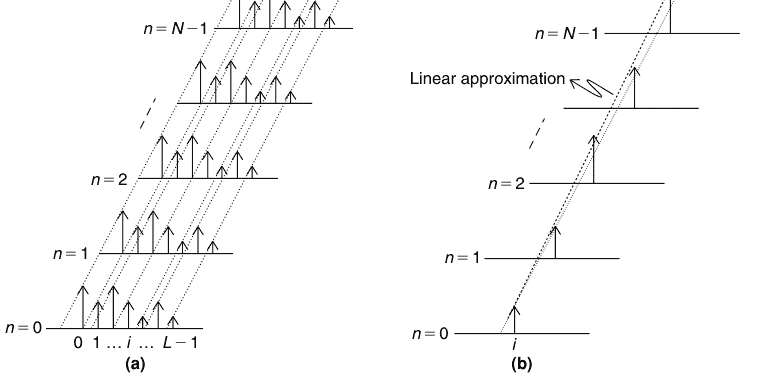 n = N − 1
n = 2
n = 1
n = 0
0 1 ... i ... L − 1
(a)
n = N − 1
Linear approximation
n = 2
n = 1
n = 0
i
(b)